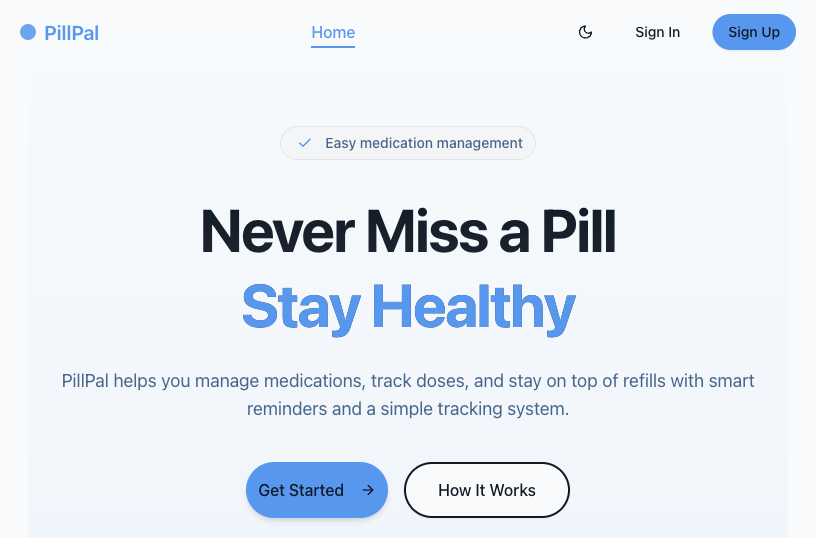 PillPal
Home
Sign In
Sign Up
Easy medication management
Never Miss a Pill
Stay Healthy
PillPal helps you manage medications, track doses, and stay on top of refills with smart
reminders and a simple tracking system.
Get Started
How It Works